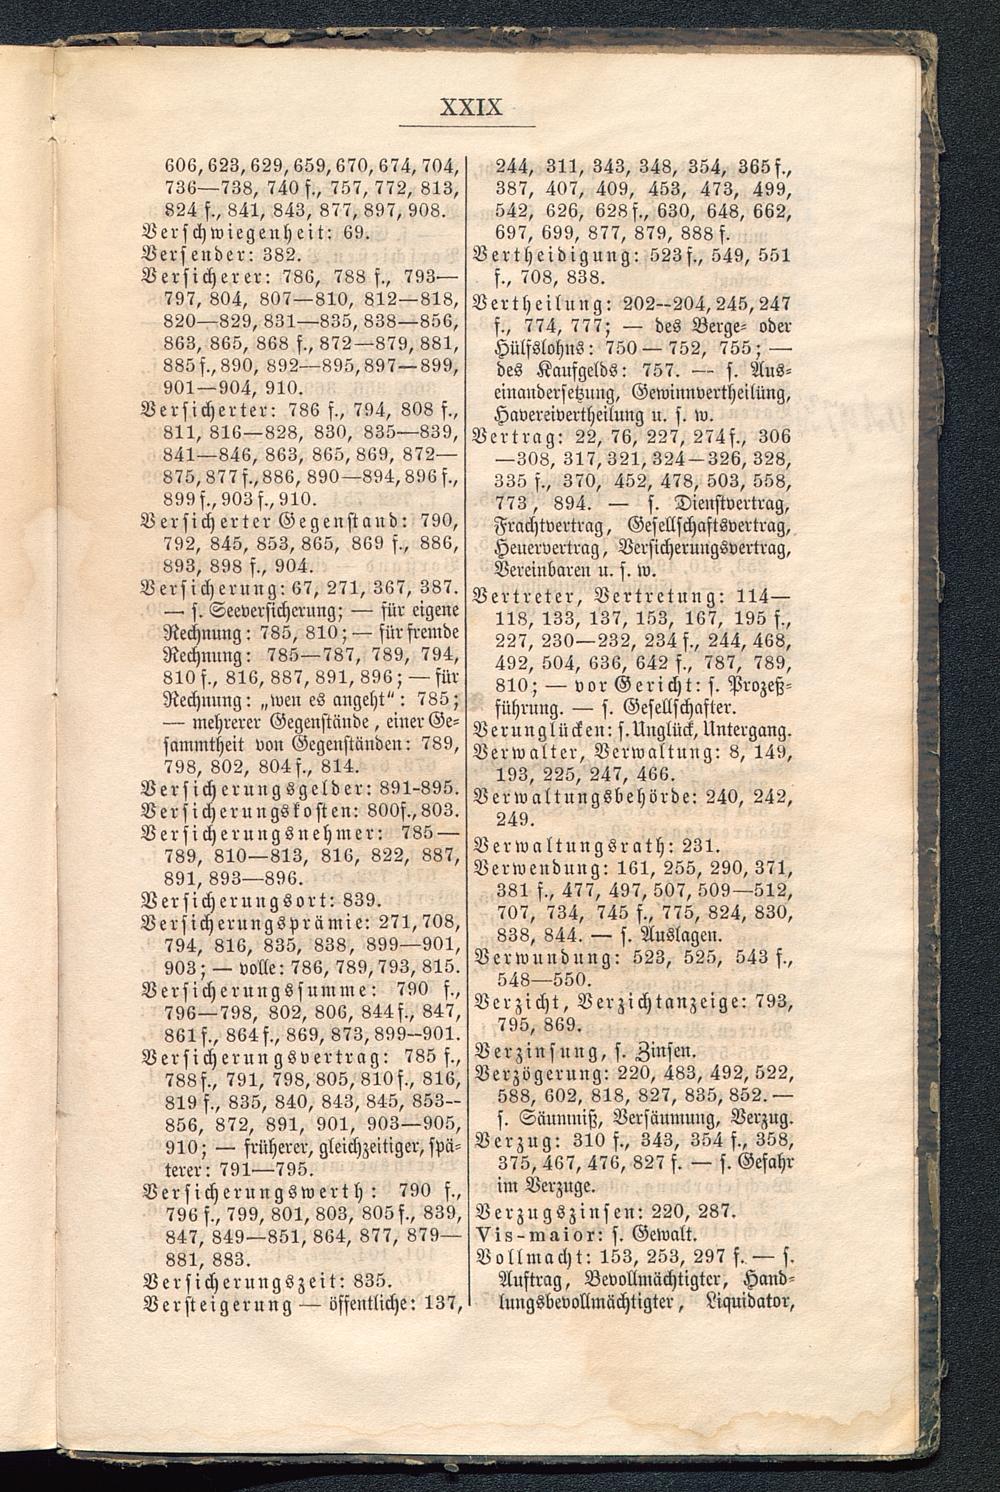 XXIX
606, 623, 629, 659, 670, 674, 704,
736—738, 740 f., 757, 772, 813,
824 f., 841, 843, 877, 897, 908.
Verschwiegenheit: 69.
Versender: 382.
Versicherer: 786, 788 f., 793—
797, 804, 807—810, 812—818,
820—829, 831—835, 838—856,
863, 865, 868 f., 872—879, 881,
885 f., 890, 892—895, 897—899,
901—904, 910.
Versicherter: 786 f., 794, 808 f.,
811, 816—828, 830, 835—839,
841—846, 863, 865, 869, 872—
875, 877 f., 886, 890—894, 896 f.,
899 f., 903 f., 910.
Versicherter Gegenstand: 790,
792, 845, 853, 865, 869 f., 886,
893, 898 f., 904.
Versicherung: 67, 271, 367, 387.
— s. Seeversicherung; — für eigene
Rechnung: 785, 810; — für fremde
Rechnung: 785—787, 789, 794,
810 f., 816, 887, 891, 896; — für
Rechnung: „wen es angeht“: 785;
— mehrerer Gegenstände, einer Ge-
sammtheit von Gegenständen: 789,
798, 802, 804 f., 814.
Versicherungsgelder: 891-895.
Versicherungskosten: 800 f., 803.
Versicherungsnehmer: 785—
789, 810—813, 816, 822, 887,
891, 893—896.
Versicherungsort: 839.
Versicherungsprämie: 271, 708,
794, 816, 835, 838, 899—901,
903; — volle: 786, 789, 793, 815.
Versicherungssumme: 790 f.,
796—798, 802, 806, 844 f., 847,
861 f., 864 f., 869, 873, 899—901.
Versicherungsvertrag: 785 f.,
788 f., 791, 798, 805, 810 f., 816,
819 f., 835, 840, 843, 845, 853—
856, 872, 891, 901, 903—905,
910; — früherer, gleichzeitiger, spä-
terer: 791—795.
Versicherungswerth: 790 f.,
796 f., 799, 801, 803, 805 f., 839,
847, 849—851, 864, 877, 879—
881, 883.
Versicherungszeit: 835.
Versteigerung — öffentliche: 137,
244, 311, 343, 348, 354, 365 f.,
387, 407, 409, 453, 473, 499,
542, 626, 628 f., 630, 648, 662,
697, 699, 877, 879, 888 f.
Vertheidigung: 523 f., 549, 551
f., 708, 838.
Vertheilung: 202—204, 245, 247
f., 774, 777; — des Berge- oder
Hülfslohns: 750 — 752, 755; —
des Kaufgelds: 757. — s. Aus-
einandersetzung, Gewinnvertheilung,
Havereivertheilung u. s. w.
Vertrag: 22, 76, 227, 274 f., 306
—308, 317, 321, 324—326, 328,
335 f., 370, 452, 478, 503, 558,
773, 894. — s. Dienstvertrag,
Frachtvertrag, Gesellschaftsvertrag,
Heuervertrag, Versicherungsvertrag,
Vereinbaren u. s. w.
Vertreter, Vertretung: 114—
118, 133, 137, 153, 167, 195 f.,
227, 230—232, 234 f., 244, 468,
492, 504, 636, 642 f., 787, 789,
810; — vor Gericht: s. Prozeß-
führung. — s. Gesellschafter.
Verunglücken: s. Unglück, Untergang.
Verwalter, Verwaltung: 8, 149,
193, 225, 247, 466.
Verwaltungsbehörde: 240, 242,
249.
Verwaltungsrath: 231.
Verwendung: 161, 255, 290, 371,
381 f., 477, 497, 507, 509—512,
707, 734, 745 f., 775, 824, 830,
838, 844. — s. Auslagen.
Verwundung: 523, 525, 543 f.,
548—550.
Verzicht, Verzichtanzeige: 793,
795, 869.
Verzinsung, s. Zinsen.
Verzögerung: 220, 483, 492, 522,
588, 602, 818, 827, 835, 852. —
s. Säumniß, Versäumung, Verzug.
Verzug: 310 f., 343, 354 f., 358,
375, 467, 476, 827 f. — s. Gefahr
im Verzuge.
Verzugszinsen: 220, 287.
Vis-maior: s. Gewalt.
Vollmacht: 153, 253, 297 f. — s.
Auftrag, Bevollmächtigter, Hand-
lungsbevollmächtigter, Liquidator,